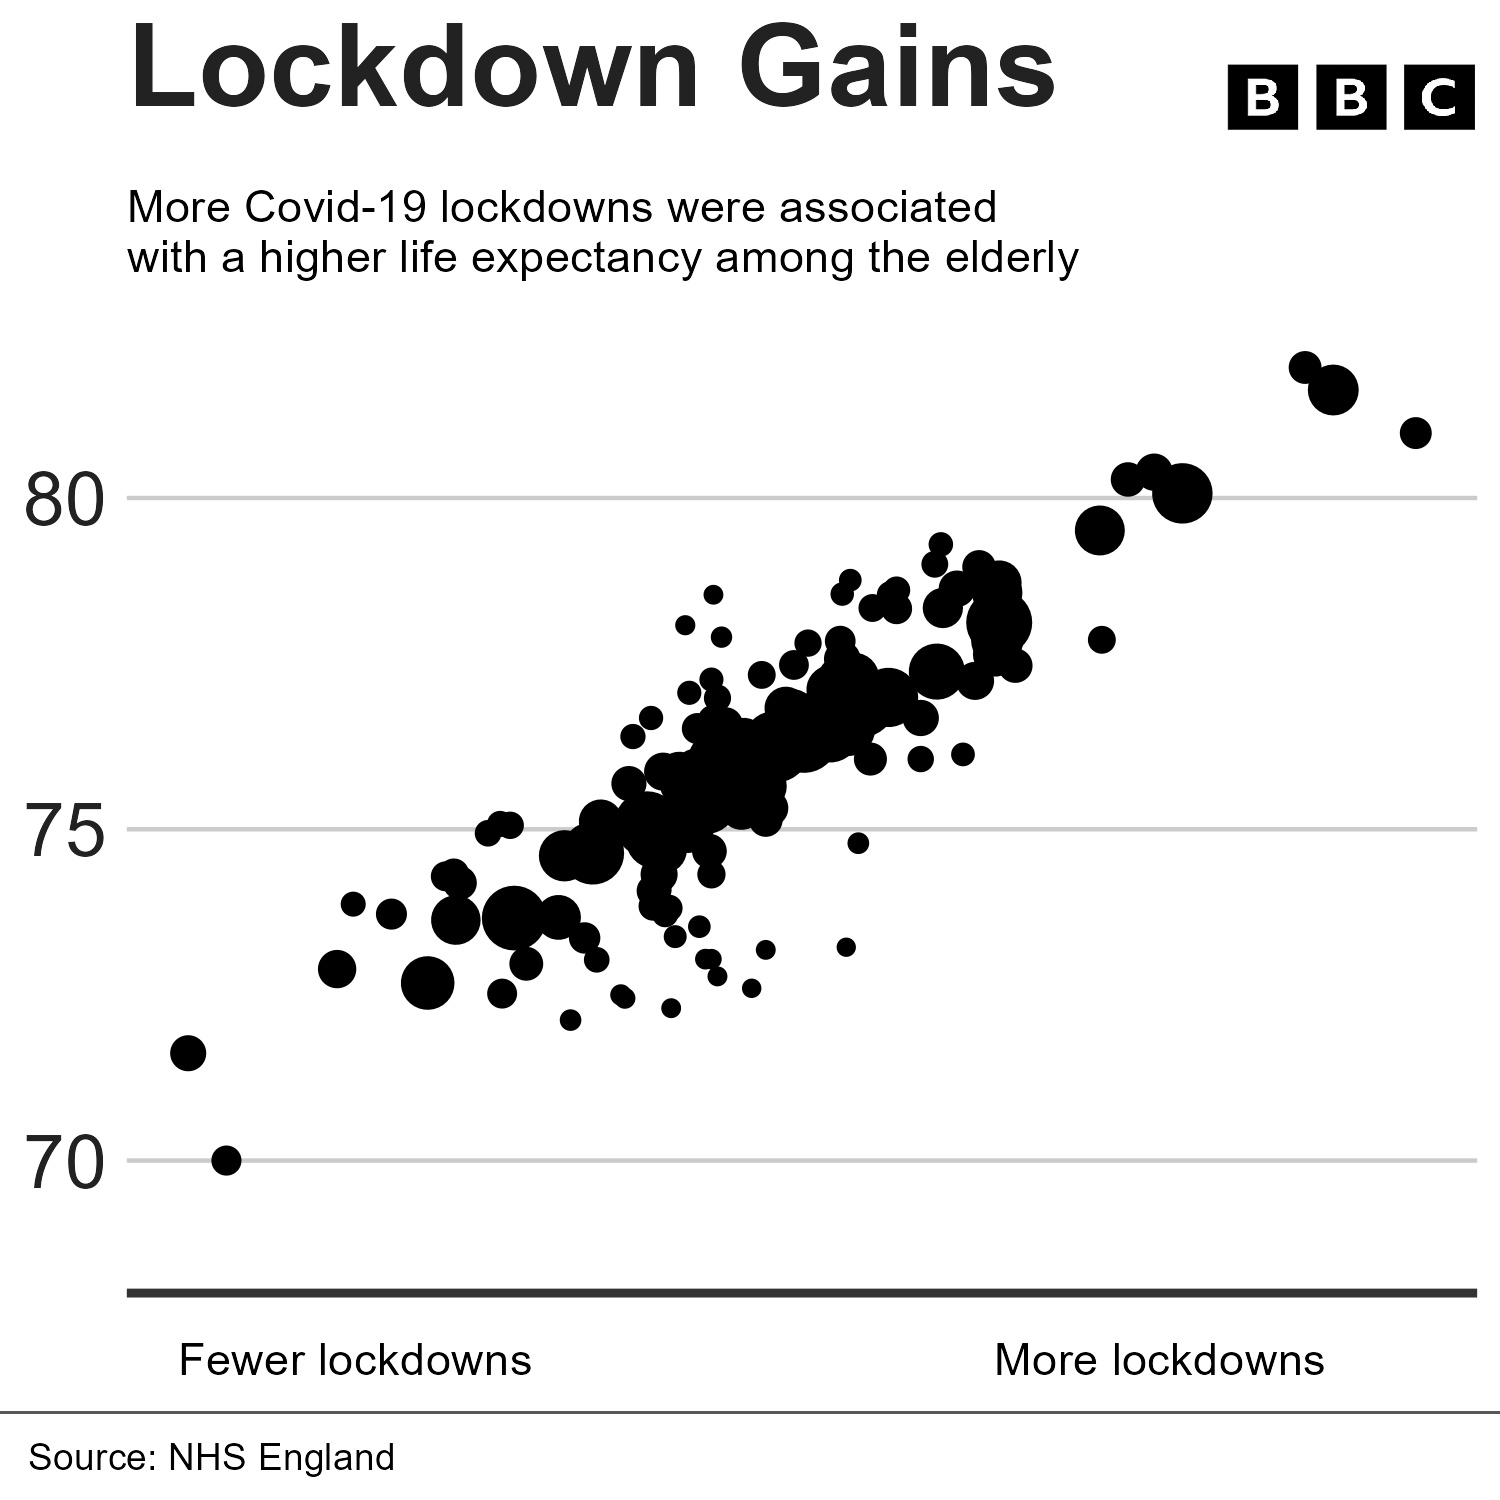 Lockdown Gains
BBC
More Covid-19 lockdowns were associated
with a higher life expectancy among the elderly
80
75
70
Fewer lockdowns
More lockdowns
Source: NHS England